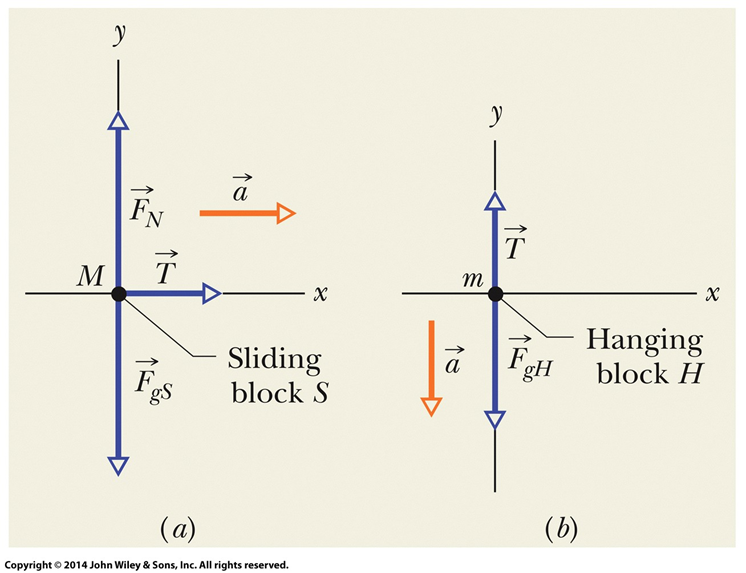 y
F_N
a
M
T
x
Sliding
block S
F_gS
(a)
y
T
m
x
a
F_gH
Hanging
block H
(b)
Copyright © 2014 John Wiley & Sons, Inc. All rights reserved.